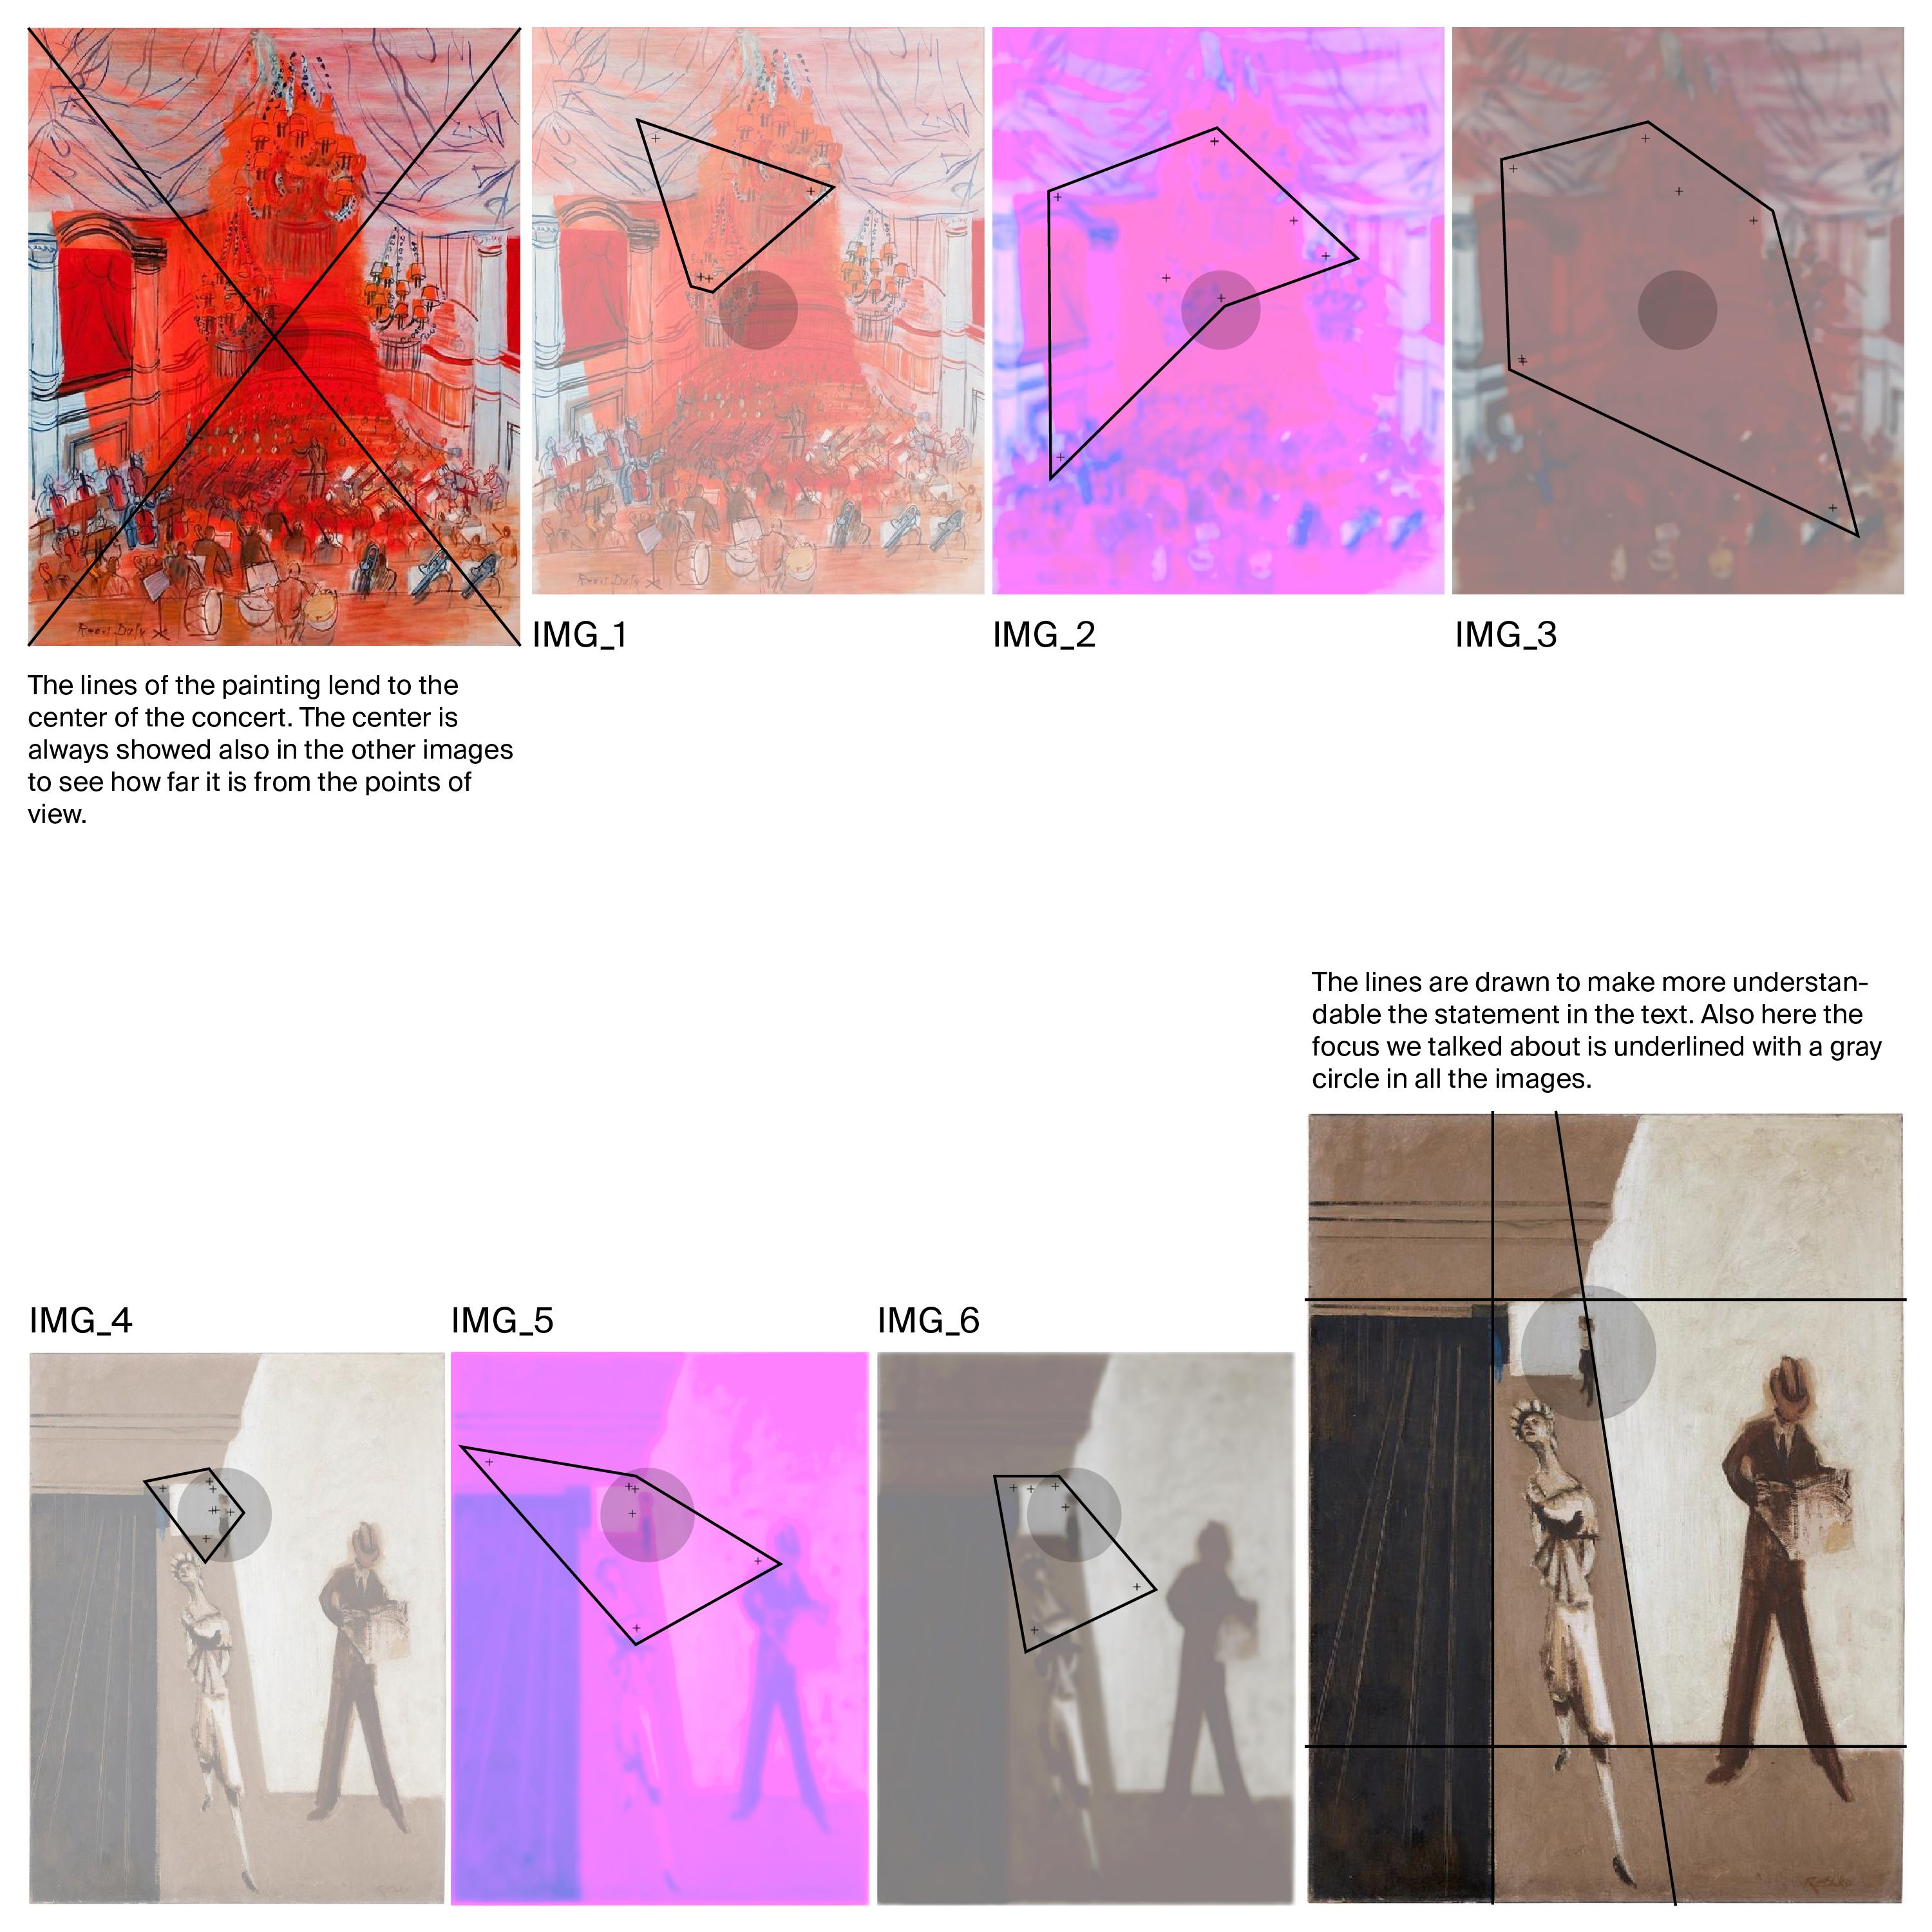 Raoul Dufy
IMG_1
IMG_2
IMG_3
The lines of the painting lend to the
center of the concert. The center is
always showed also in the other images
to see how far it is from the points of
view.
The lines are drawn to make more understan-
dable the statement in the text. Also here the
focus we talked about is underlined with a gray
circle in all the images.
IMG_4
IMG_5
IMG_6